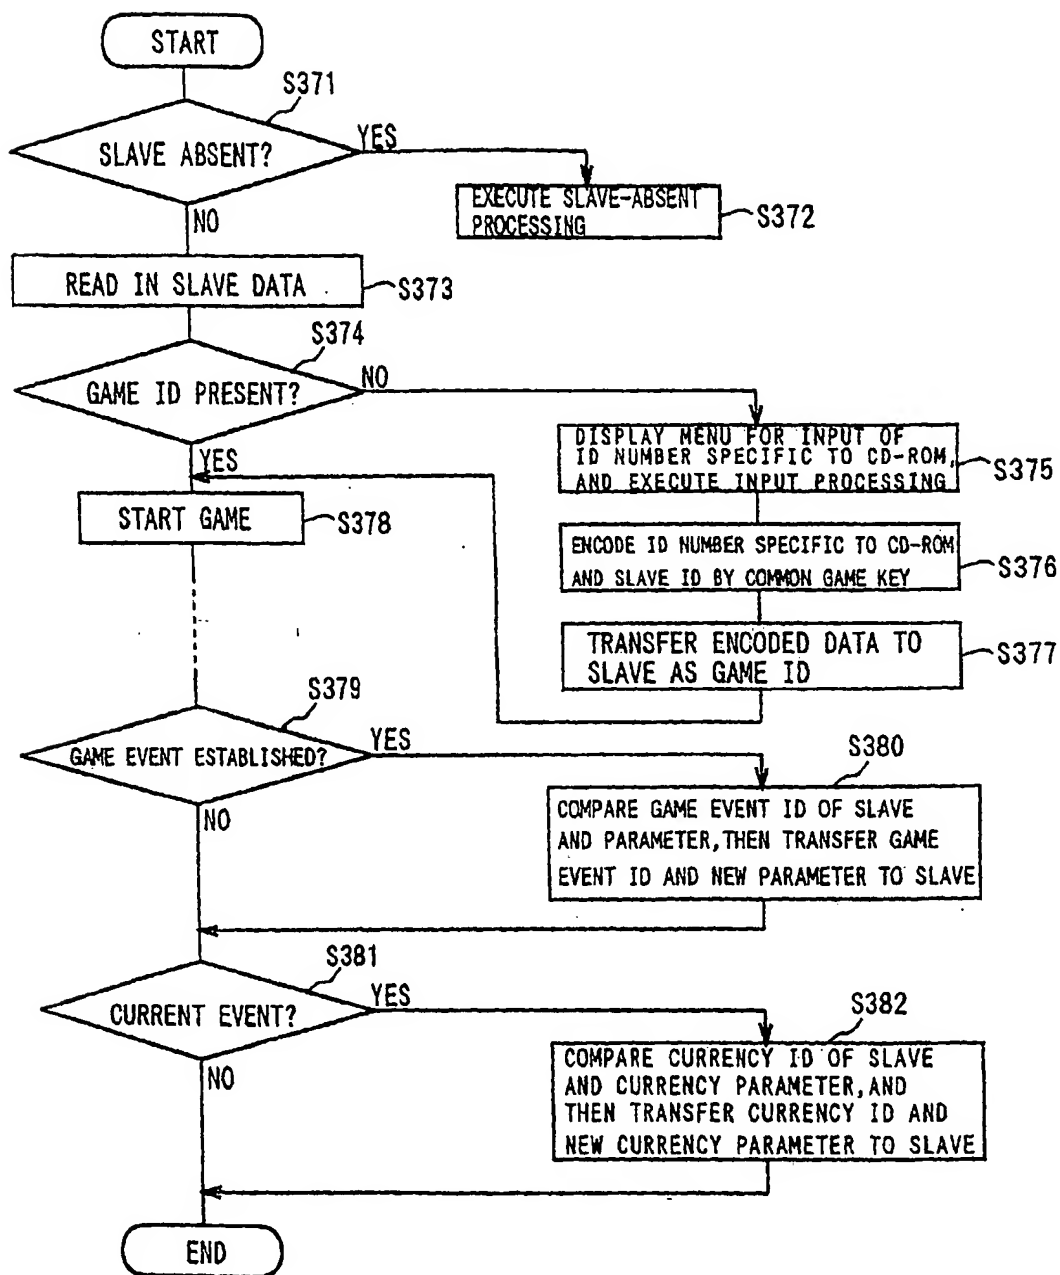 START
S371
SLAVE ABSENT?
YES
EXECUTE SLAVE-ABSENT
PROCESSING
S372
NO
READ IN SLAVE DATA
S373
S374
GAME ID PRESENT?
NO
DISPLAY MENU FOR INPUT OF
ID NUMBER SPECIFIC TO CD-ROM,
AND EXECUTE INPUT PROCESSING
S375
YES
START GAME
S378
ENCODE ID NUMBER SPECIFIC TO CD-ROM
AND SLAVE ID BY COMMON GAME KEY
S376
TRANSFER ENCODED DATA TO
SLAVE AS GAME ID
S377
S379
GAME EVENT ESTABLISHED?
YES
S380
COMPARE GAME EVENT ID OF SLAVE
AND PARAMETER,THEN TRANSFER GAME
EVENT ID AND NEW PARAMETER TO SLAVE
NO
S381
CURRENT EVENT?
YES
S382
COMPARE CURRENCY ID OF SLAVE
AND CURRENCY PARAMETER,AND
THEN TRANSFER CURRENCY ID AND
NEW CURRENCY PARAMETER TO SLAVE
NO
END